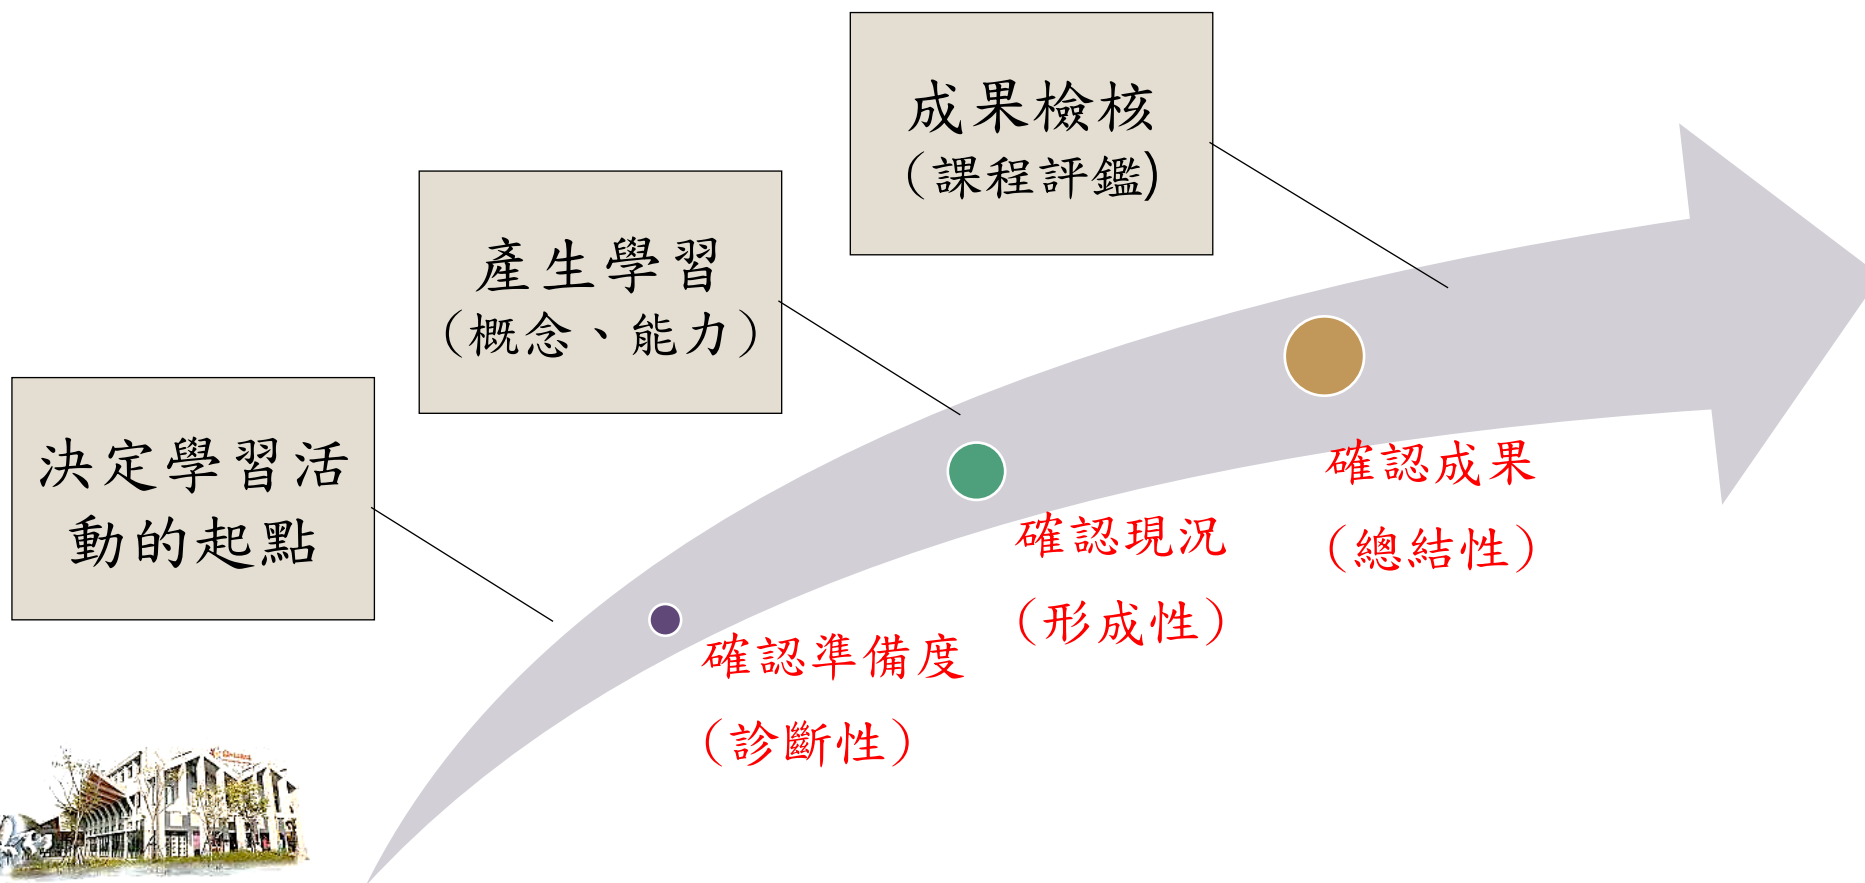 成果檢核
（課程評鑑)
產生學習
（概念、能力）
決定學習活
動的起點
確認成果
（總結性）
確認現況
（形成性）
確認準備度
（診斷性）